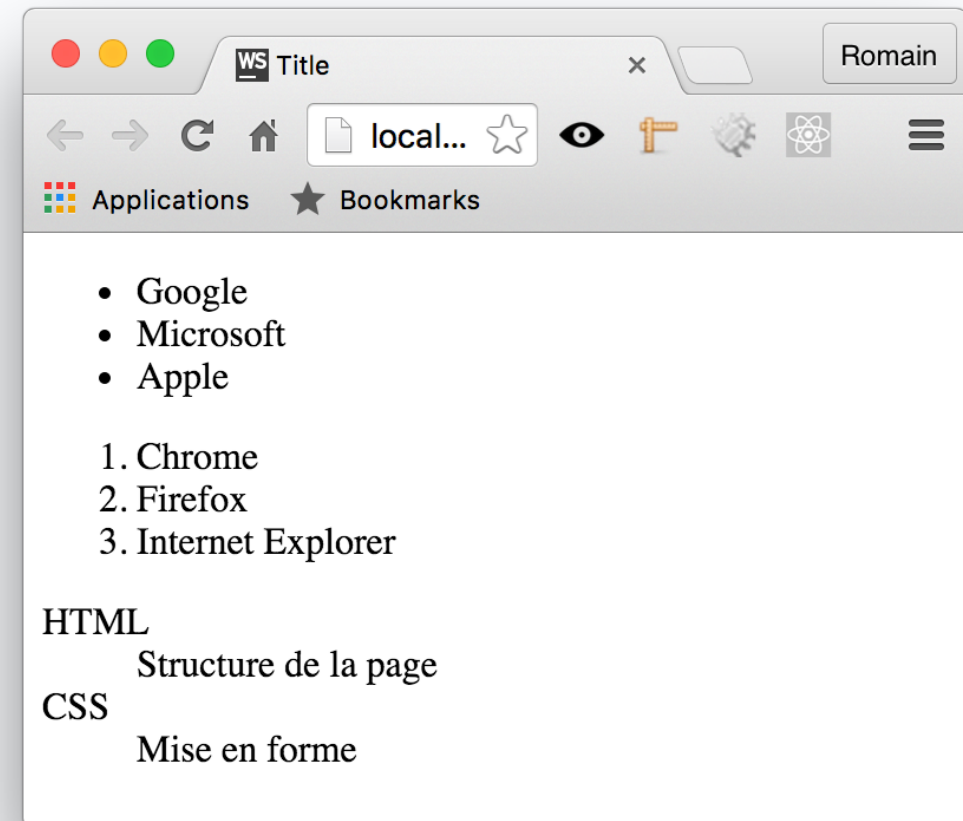 WS Title
Romain
local...
Applications Bookmarks
• Google
• Microsoft
• Apple
1. Chrome
2. Firefox
3. Internet Explorer
HTML
Structure de la page
CSS
Mise en forme